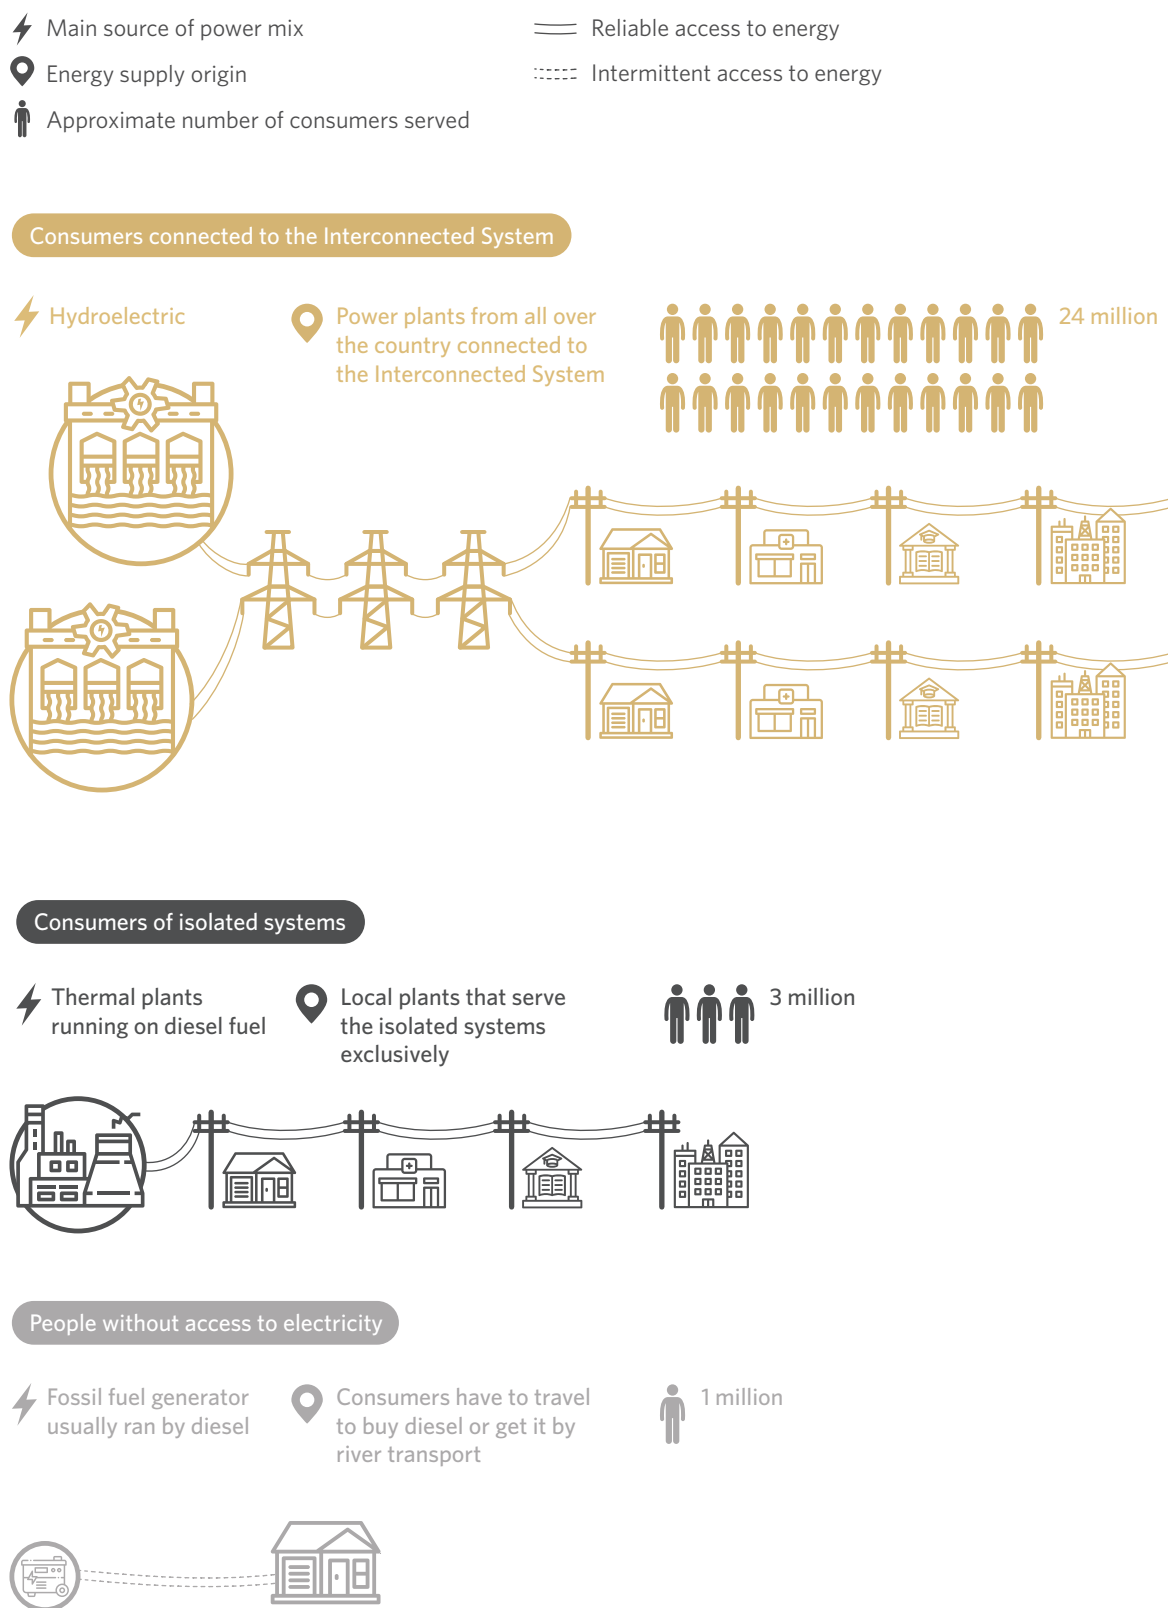 Main source of power mix
Reliable access to energy
Energy supply origin
Intermittent access to energy
Approximate number of consumers served
Consumers connected to the Interconnected System
Hydroelectric
Power plants from all over
the country connected to
the Interconnected System
24 million
Consumers of isolated systems
Thermal plants
running on diesel fuel
Local plants that serve
the isolated systems
exclusively
3 million
People without access to electricity
Fossil fuel generator
usually ran by diesel
Consumers have to travel
to buy diesel or get it by
river transport
1 million